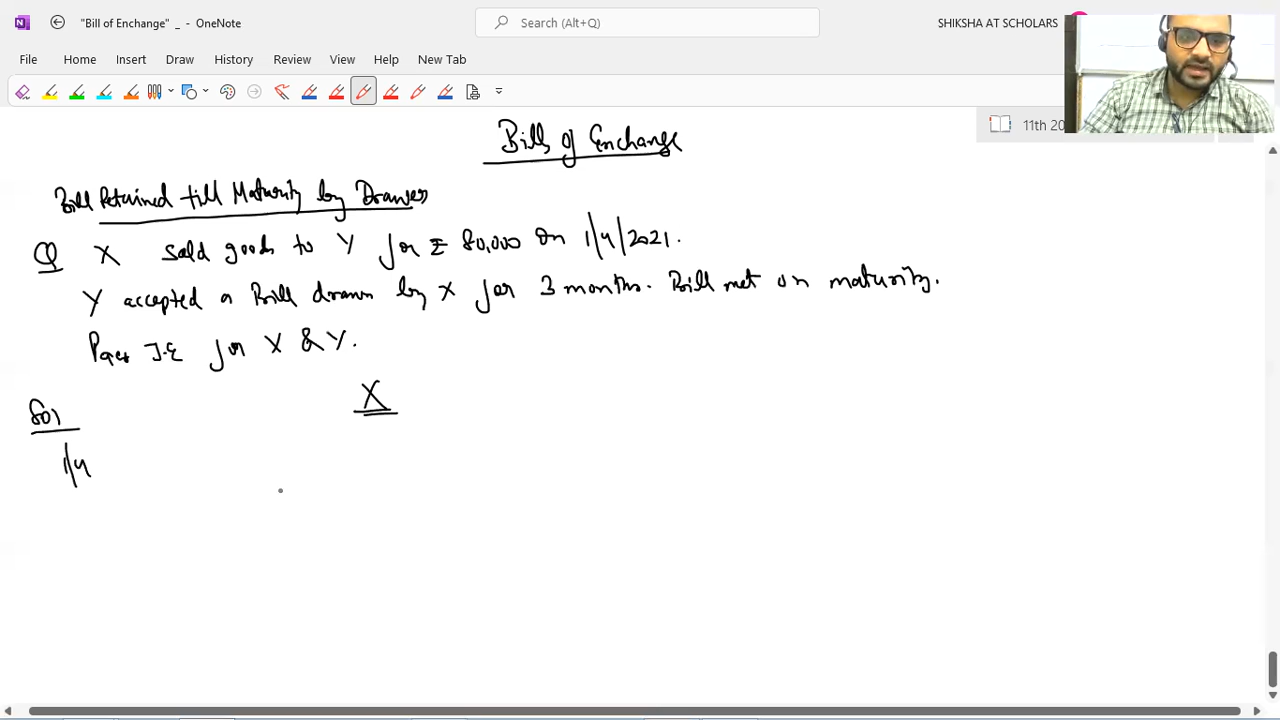 "Bill of Enchange" _ - OneNote
Search (Alt+Q)
SHIKSHA AT SCHOLARS
File Home Insert Draw View History Review View Help New Tab
11th 20
Bills of Enchange
Bill Retained till Maturity by Drawer
Q X Sold goods to Y for ₹ 80,000 on 1/4/2021.
Y accepted a Bill drawn by X for 3 months. Bill met on maturity.
Pass J.E for X & Y.
X
Sol
1/4